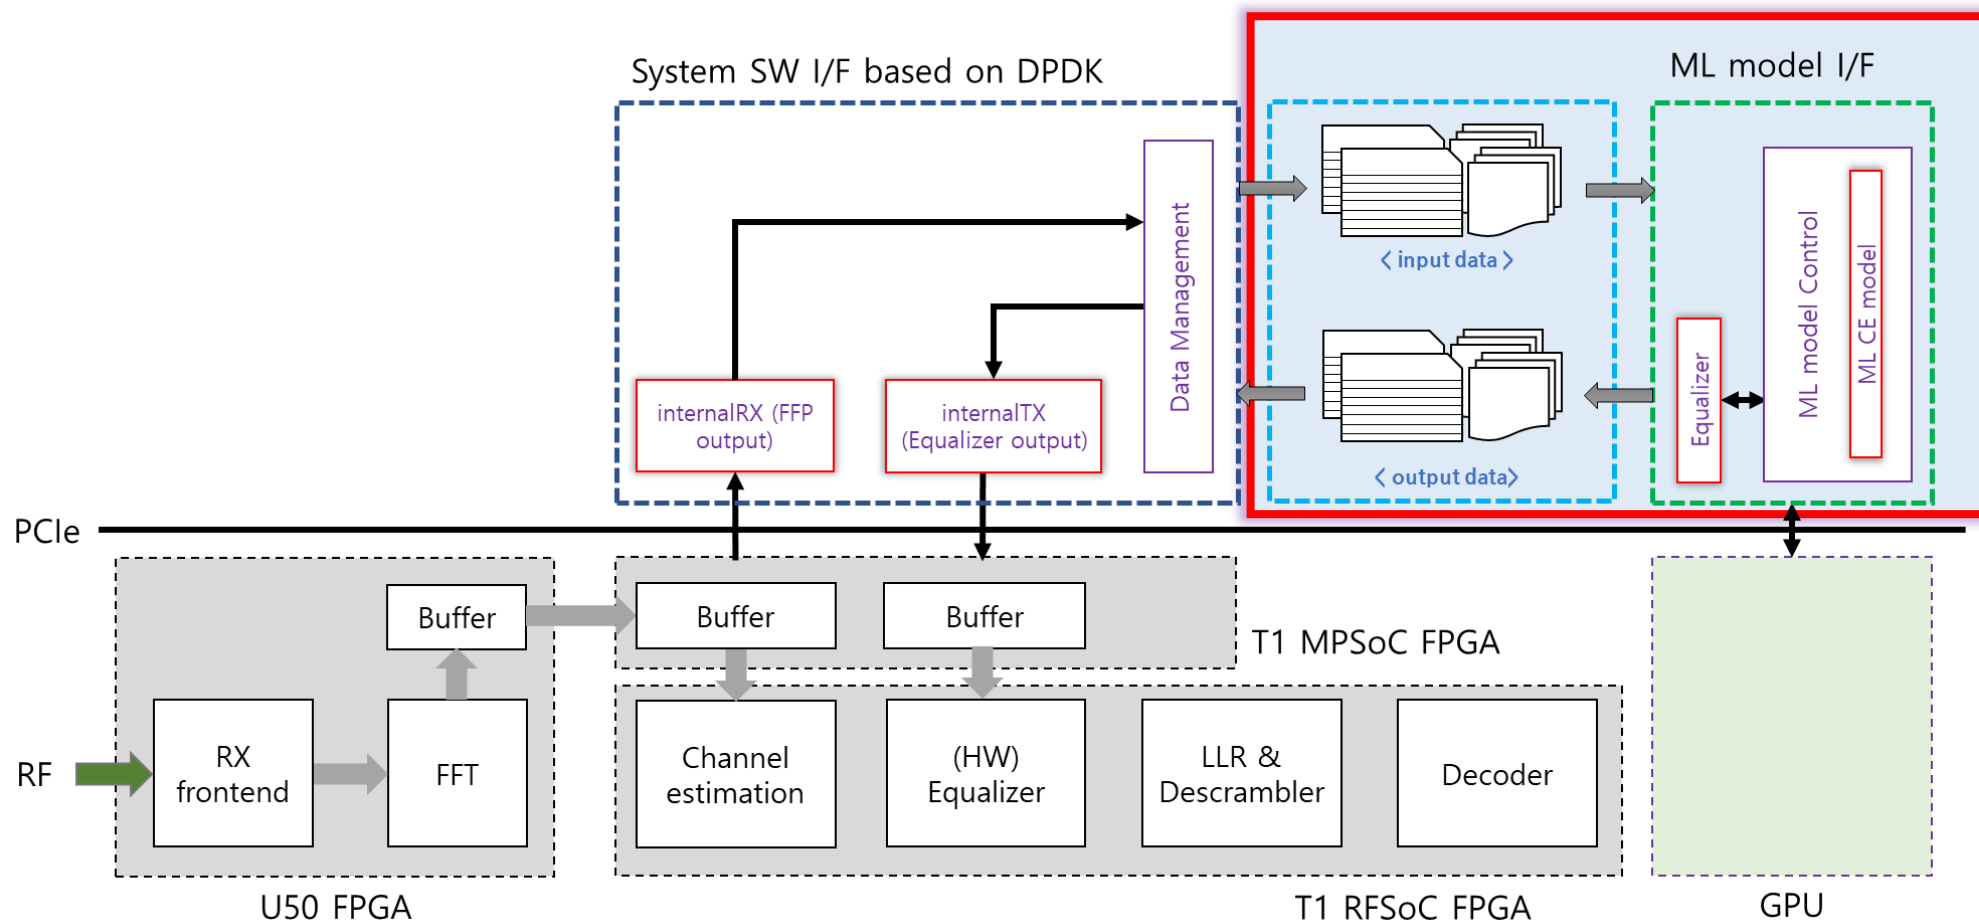 System SW I/F based on DPDK
ML model I/F
Data Management
< input data >
< output data>
internalRX (FFP
output)
internalTX
(Equalizer output)
Equalizer
ML model Control
ML CE model
PCIe
Buffer
Buffer
Buffer
T1 MPSoC FPGA
RF
RX
frontend
FFT
Channel
estimation
(HW)
Equalizer
LLR &
Descrambler
Decoder
U50 FPGA
T1 RFSoC FPGA
GPU